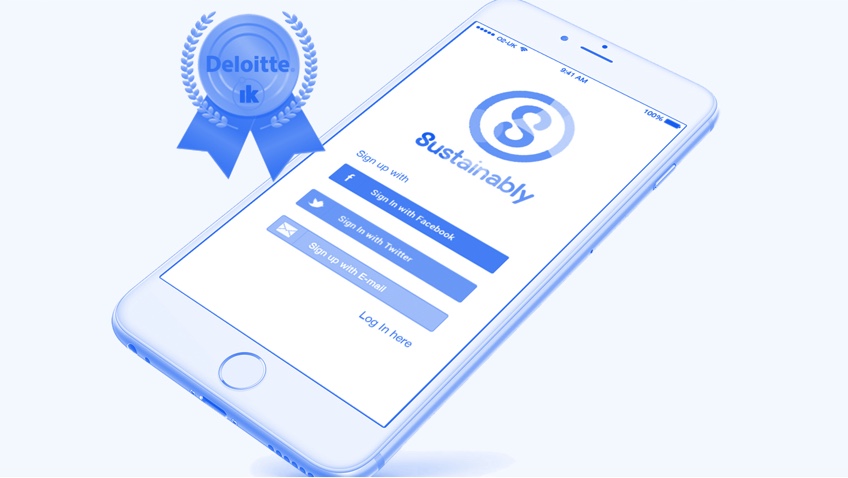 Deloitte.
ık
O2-UK
9:41 AM
100%
Sustainably
Sign up with
f
Sign In with Facebook
Sign In with Twitter
Sign up with E-mail
Log In here